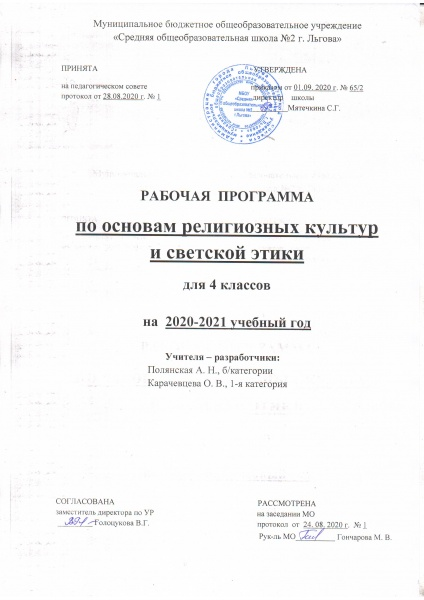 Муниципальное бюджетное общеобразовательное учреждение
«Средняя общеобразовательная школа №2 г. Льгова»
ПРИНЯТА
на педагогическом совете
протокол от 28.08.2020 г. № 1
УТВЕРЖДЕНА
приказом от 01.09. 2020 г. № 65/2
директор школы
Мятечкина С.Г.
РАБОЧАЯ ПРОГРАММА
по основам религиозных культур
и светской этики
для 4 классов
на 2020-2021 учебный год
Учителя – разработчики:
Полянская А. Н., б/категории
Карачевцева О. В., 1-я категория
СОГЛАСОВАНА
заместитель директора по УР
Голоцукова В.Г.
РАССМОТРЕНА
на заседании МО
протокол от 24. 08. 2020 г. № 1
Рук-ль МО Гончарова М. В.